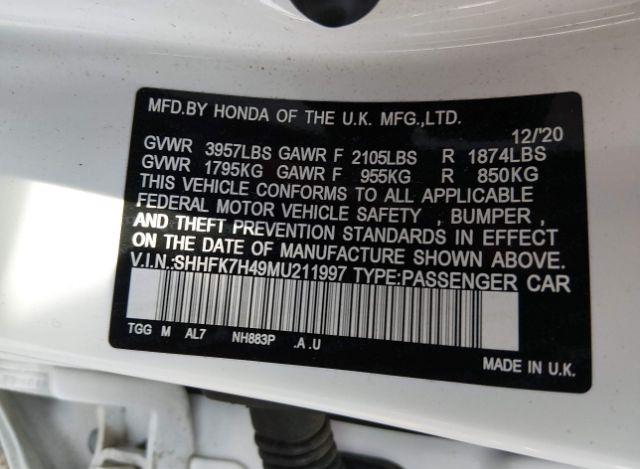 MFD.BY HONDA OF THE U.K. MFG.,LTD.
12/'20
GVWR 3957LBS GAWR F 2105LBS R 1874LBS
GVWR 1795KG GAWR F 955KG R 850KG
THIS VEHICLE CONFORMS TO ALL APPLICABLE
FEDERAL MOTOR VEHICLE SAFETY , BUMPER ,
AND THEFT PREVENTION STANDARDS IN EFFECT
ON THE DATE OF MANUFACTURE SHOWN ABOVE.
V.I.N.:SHHFK7H49MU211997 TYPE:PASSENGER CAR
TGG M AL7 NH883P .A .U
MADE IN U.K.